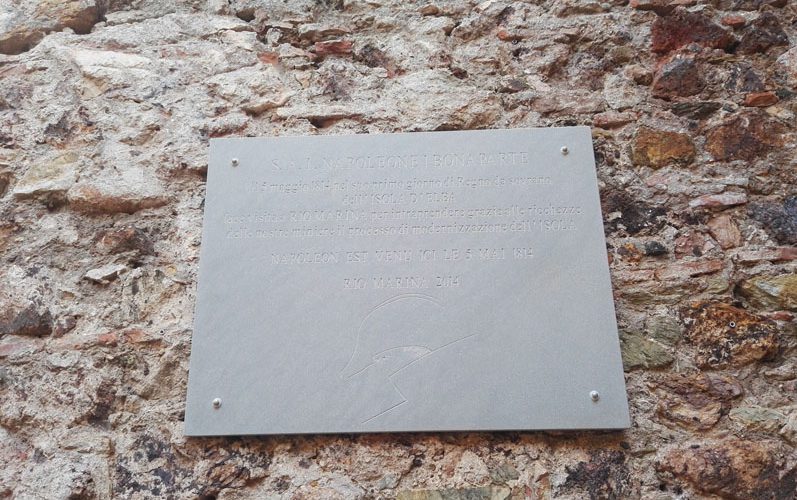 S. A. I. NAPOLEONE I BONAPARTE
il 5 maggio 1814 nel suo primo giorno di Regno da sovrano
dell'ISOLA D'ELBA
fece visita a RIO MARINA per intraprendere grazie alle ricchezze
delle nostre miniere il processo di modernizzazione dell'ISOLA
NAPOLEON EST VENU ICI LE 5 MAI 1814
RIO MARINA 2014